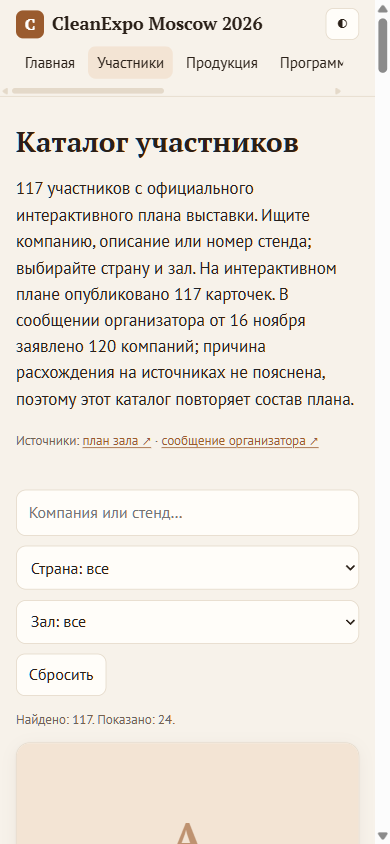 C CleanExpo Moscow 2026
Главная Участники Продукция Программ
Каталог участников
117 участников с официального
интерактивного плана выставки. Ищите
компанию, описание или номер стенда;
выбирайте страну и зал. На интерактивном
плане опубликовано 117 карточек. В
сообщении организатора от 16 ноября
заявлено 120 компаний; причина
расхождения на источниках не пояснена,
поэтому этот каталог повторяет состав плана.
Источники: план зала ↗ · сообщение организатора ↗
Компания или стенд...
Страна: все
Зал: все
Сбросить
Найдено: 117. Показано: 24.
A